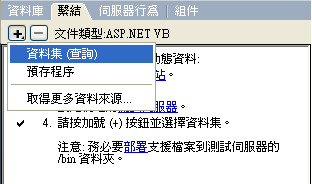 資料庫 繫結 伺服器行為 組件
文件類型:ASP.NET VB
資料集 (查詢)
預存程序
取得更多資料來源...
動態資料:
站。
服器。
4. 請按加號 (+) 按鈕並選擇資料集。
注意: 務必要部署支援檔案到測試伺服器的
/bin 資料夾。